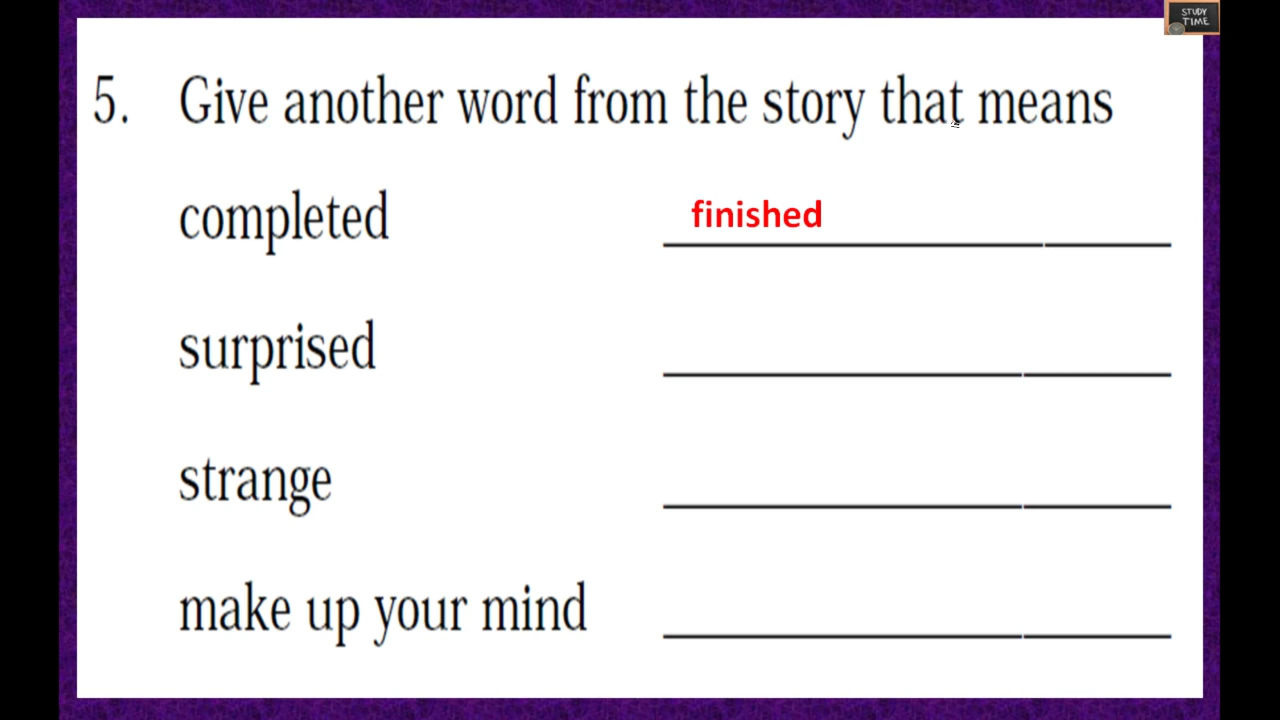 STUDY
TIME
5. Give another word from the story that means
completed finished
surprised
strange
make up your mind